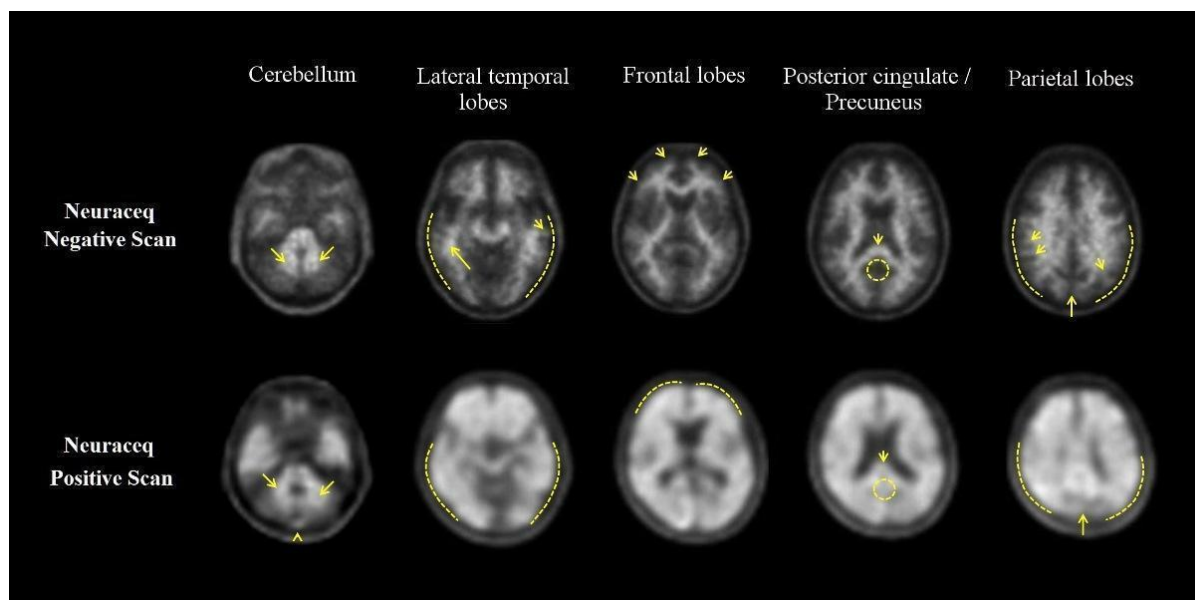 Cerebellum
Lateral temporal
lobes
Frontal lobes
Posterior cingulate /
Precuneus
Parietal lobes
Neuraceq
Negative Scan
Neuraceq
Positive Scan